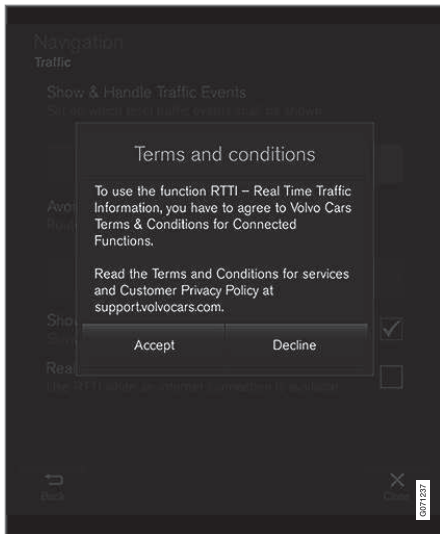 Navigation
Traffic
Show & Handle Traffic Events
Terms and conditions
To use the function RTTI – Real Time Traffic
Information, you have to agree to Volvo Cars
Terms & Conditions for Connected
Functions.
Read the Terms and Conditions for services
and Customer Privacy Policy at
support.volvocars.com.
Accept
Decline
Back
Close
G071237